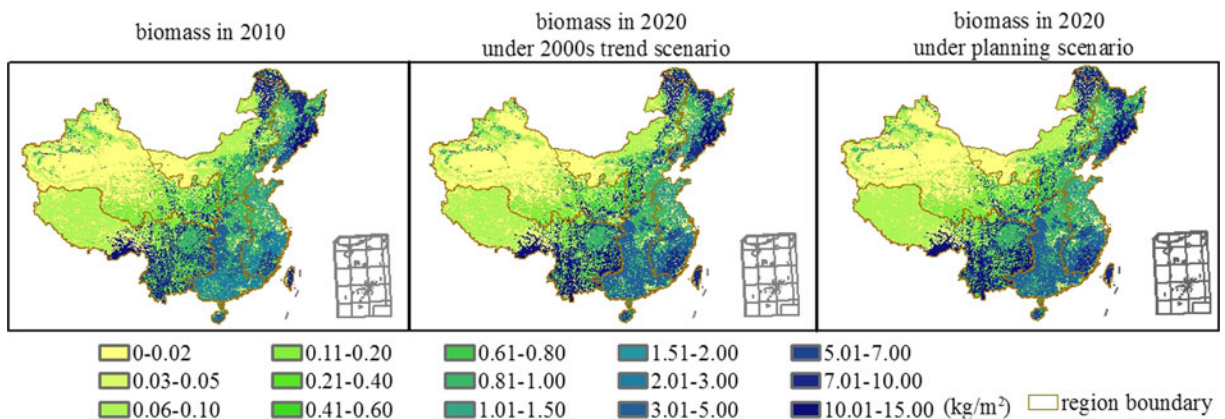 biomass in 2010
biomass in 2020
under 2000s trend scenario
biomass in 2020
under planning scenario
0-0.02
0.11-0.20
0.61-0.80
1.51-2.00
5.01-7.00
0.03-0.05
0.21-0.40
0.81-1.00
2.01-3.00
7.01-10.00
0.06-0.10
0.41-0.60
1.01-1.50
3.01-5.00
10.01-15.00 (kg/m²)
region boundary